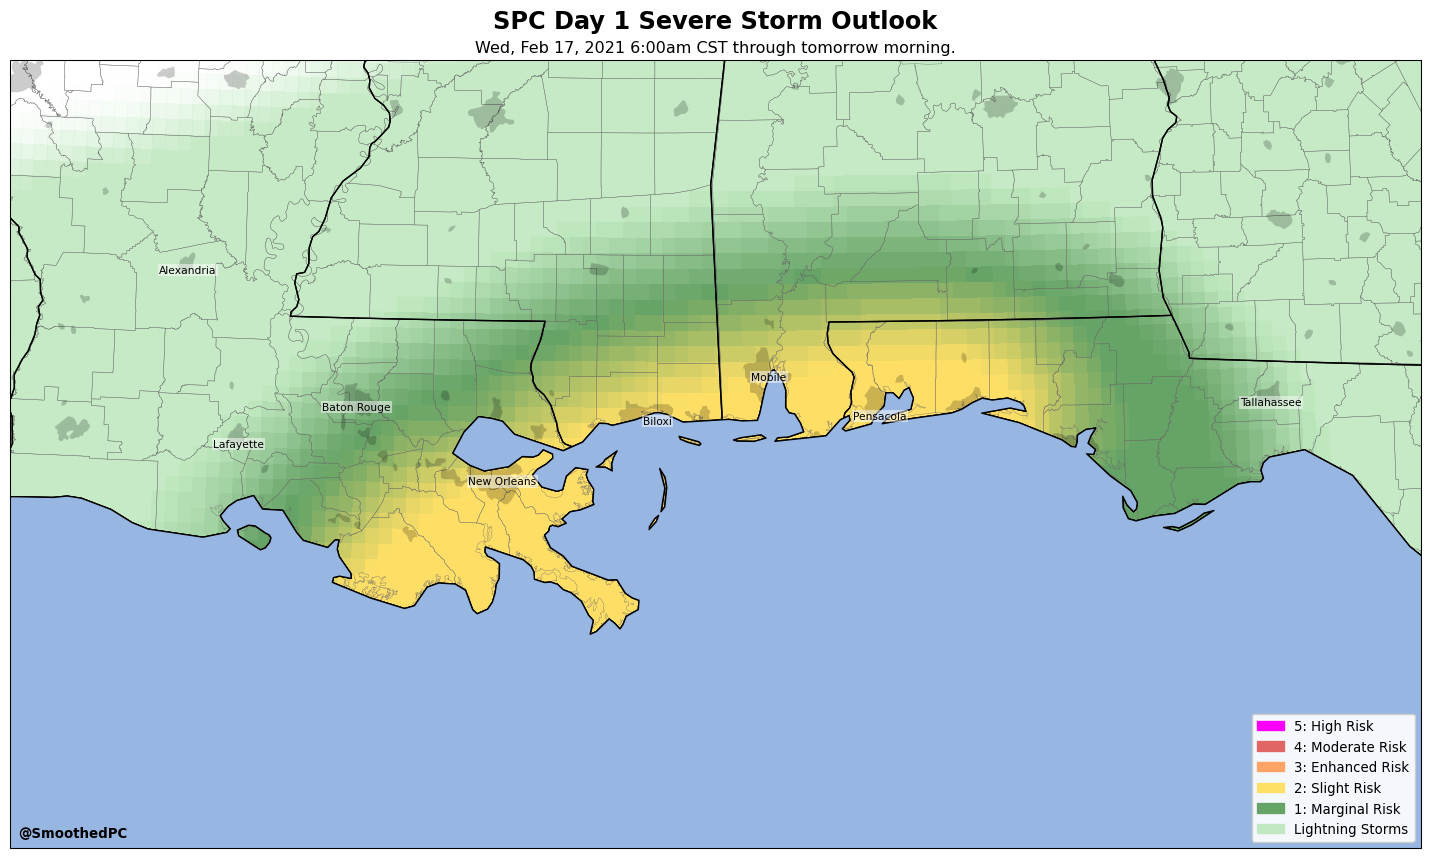 SPC Day 1 Severe Storm Outlook
Wed, Feb 17, 2021 6:00am CST through tomorrow morning.
Alexandria
Mobile
Baton Rouge
Tallahassee
Pensacola
Biloxi
Lafayette
New Orleans
5: High Risk
4: Moderate Risk
3: Enhanced Risk
2: Slight Risk
1: Marginal Risk
Lightning Storms
@SmoothedPC